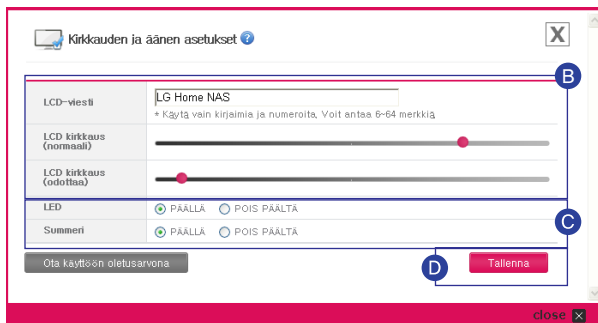 Kirkkauden ja äänen asetukset ?
X
B
LCD-viesti
LG Home NAS
* Käytä vain kirjaimia ja numeroita, Voit antaa 6-64 merkkiä
LCD kirkkaus
(normaali)
LCD kirkkaus
(odottaa)
LED
PÄÄLLÄ POIS PÄÄLTÄ
C
Summeri
PÄÄLLÄ POIS PÄÄLTÄ
Ota käyttöön oletusarvona
D
Tallenna
close X